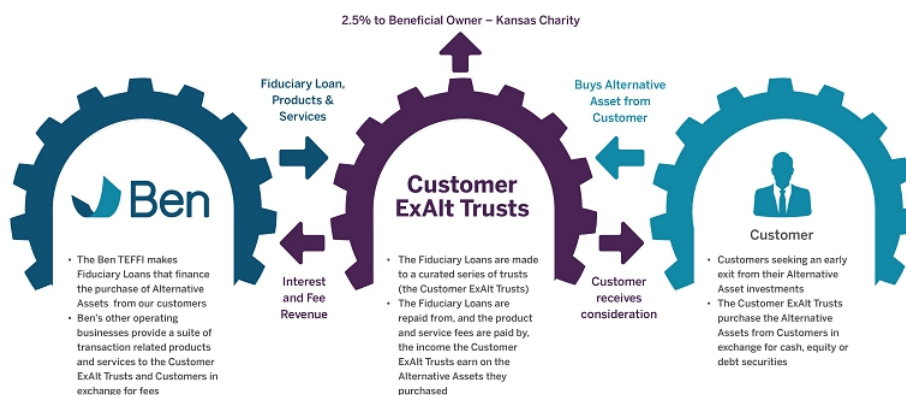 2.5% to Beneficial Owner – Kansas Charity
Fiduciary Loan,
Products &
Services
Buys Alternative
Asset from
Customer
Ben
Customer
ExAlt Trusts
Customer
• The Ben TEFFI makes
Fiduciary Loans that finance
the purchase of Alternative
Assets from our customers
• Ben's other operating
businesses provide a suite of
transaction related products
and services to the Customer
ExAlt Trusts and Customers in
exchange for fees
Interest
and Fee
Revenue
• The Fiduciary Loans are made
to a curated series of trusts
(the Customer ExAlt Trusts)
• The Fiduciary Loans are
repaid from, and the product
and service fees are paid by,
the income the Customer
ExAlt Trusts earn on the
Alternative Assets they
purchased
Customer
receives
consideration
• Customers seeking an early
exit from their Alternative
Asset investments
• The Customer ExAlt Trusts
purchase the Alternative
Assets from Customers in
exchange for cash, equity or
debt securities